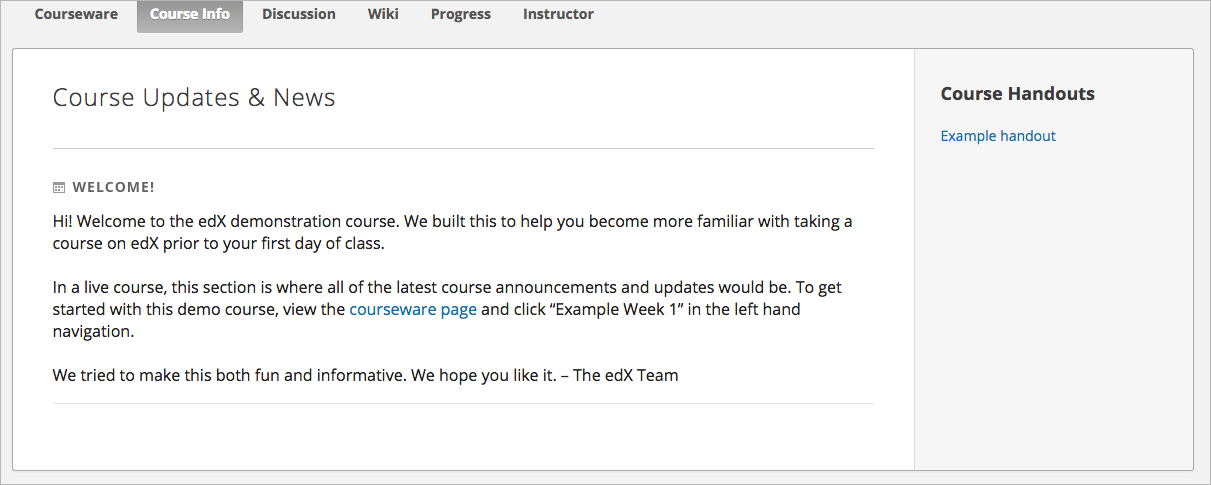 Courseware Course Info Discussion Wiki Progress Instructor
Course Updates & News
WELCOME!
Hi! Welcome to the edX demonstration course. We built this to help you become more familiar with taking a
course on edX prior to your first day of class.
In a live course, this section is where all of the latest course announcements and updates would be. To get
started with this demo course, view the courseware page and click “Example Week 1” in the left hand
navigation.
We tried to make this both fun and informative. We hope you like it. – The edX Team
Course Handouts
Example handout